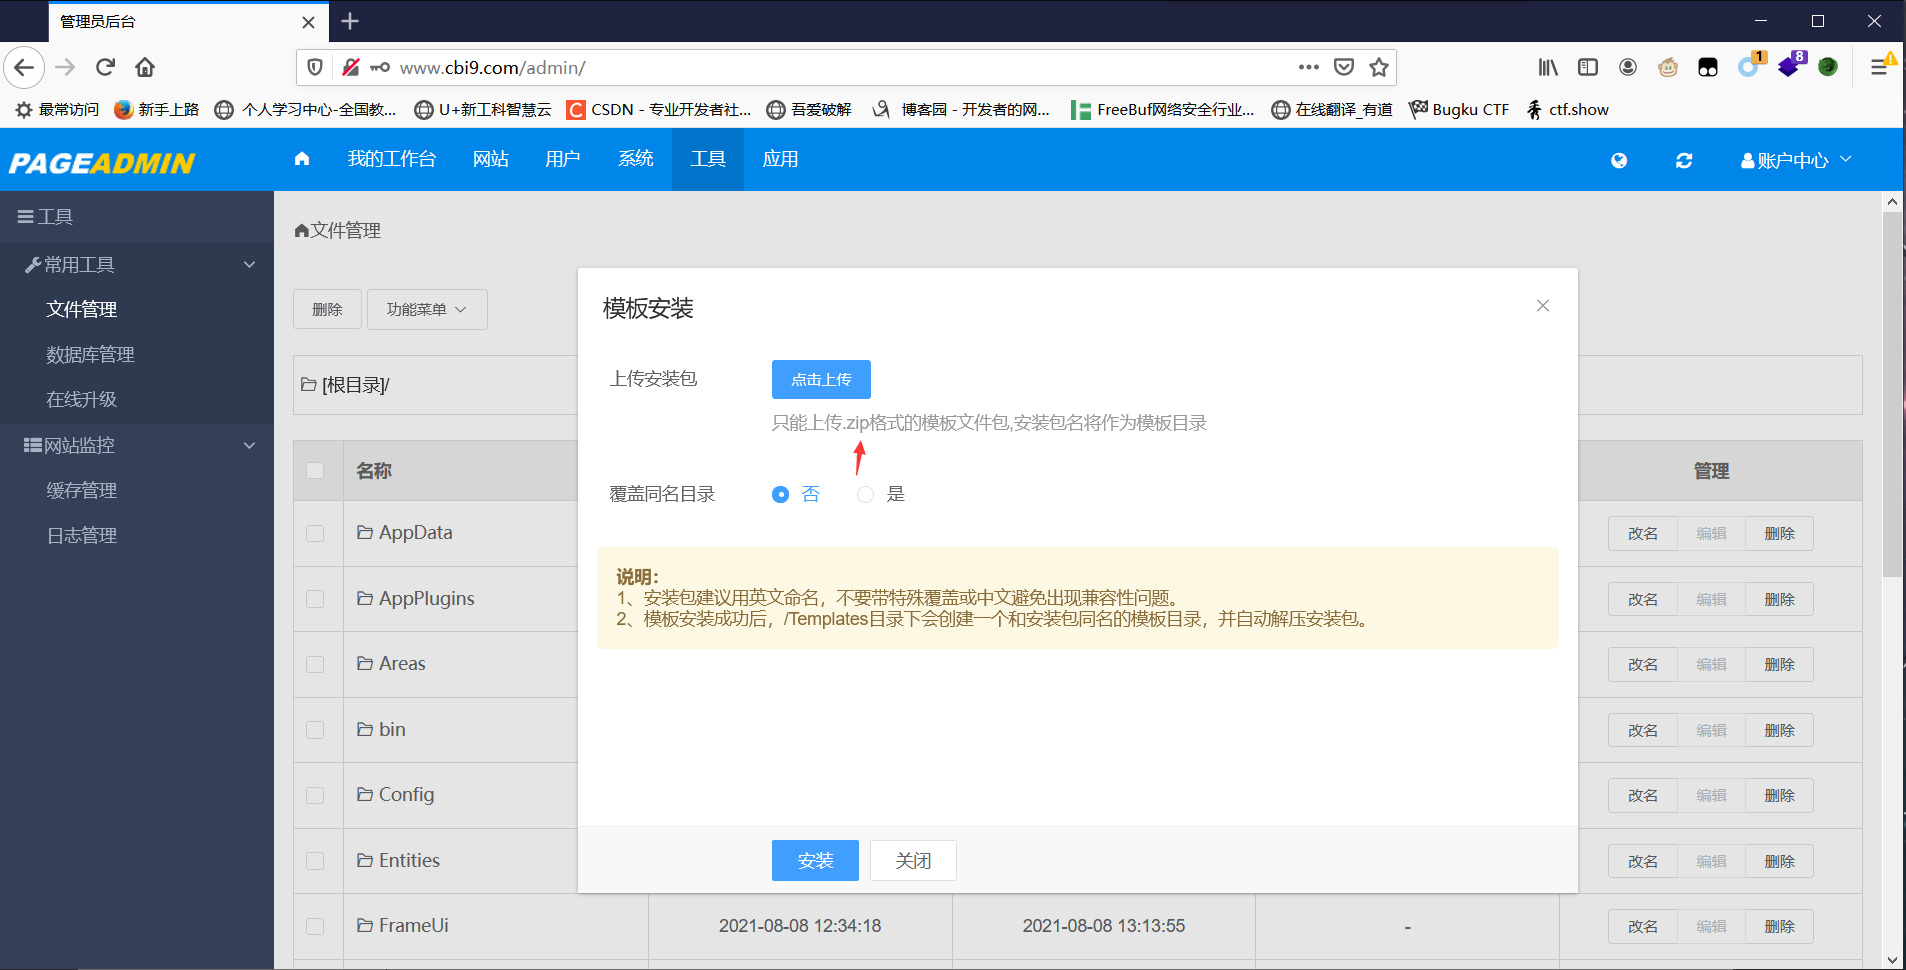 管理员后台
www.cbi9.com/admin/
1
8
最常访问
新手上路
个人学习中心-全国教...
U+新工科智慧云
CSDN - 专业开发者社...
吾爱破解
博客园 - 开发者的网...
FreeBuf网络安全行业...
在线翻译_有道
Bugku CTF
ctf.show
PAGEADMIN
我的工作台
网站
用户
系统
工具
应用
账户中心
工具
常用工具
文件管理
数据库管理
在线升级
网站监控
缓存管理
日志管理
文件管理
删除
功能菜单
[根目录]/
名称
管理
AppData
改名 编辑 删除
AppPlugins
改名 编辑 删除
Areas
改名 编辑 删除
bin
改名 编辑 删除
Config
改名 编辑 删除
Entities
改名 编辑 删除
FrameUi
2021-08-08 12:34:18
2021-08-08 13:13:55
-
改名 编辑 删除
模板安装
上传安装包
点击上传
只能上传.zip格式的模板文件包,安装包名将作为模板目录
覆盖同名目录
否
是
说明：
1、安装包建议用英文命名，不要带特殊覆盖或中文避免出现兼容性问题。
2、模板安装成功后，/Templates目录下会创建一个和安装包同名的模板目录，并自动解压安装包。
安装
关闭